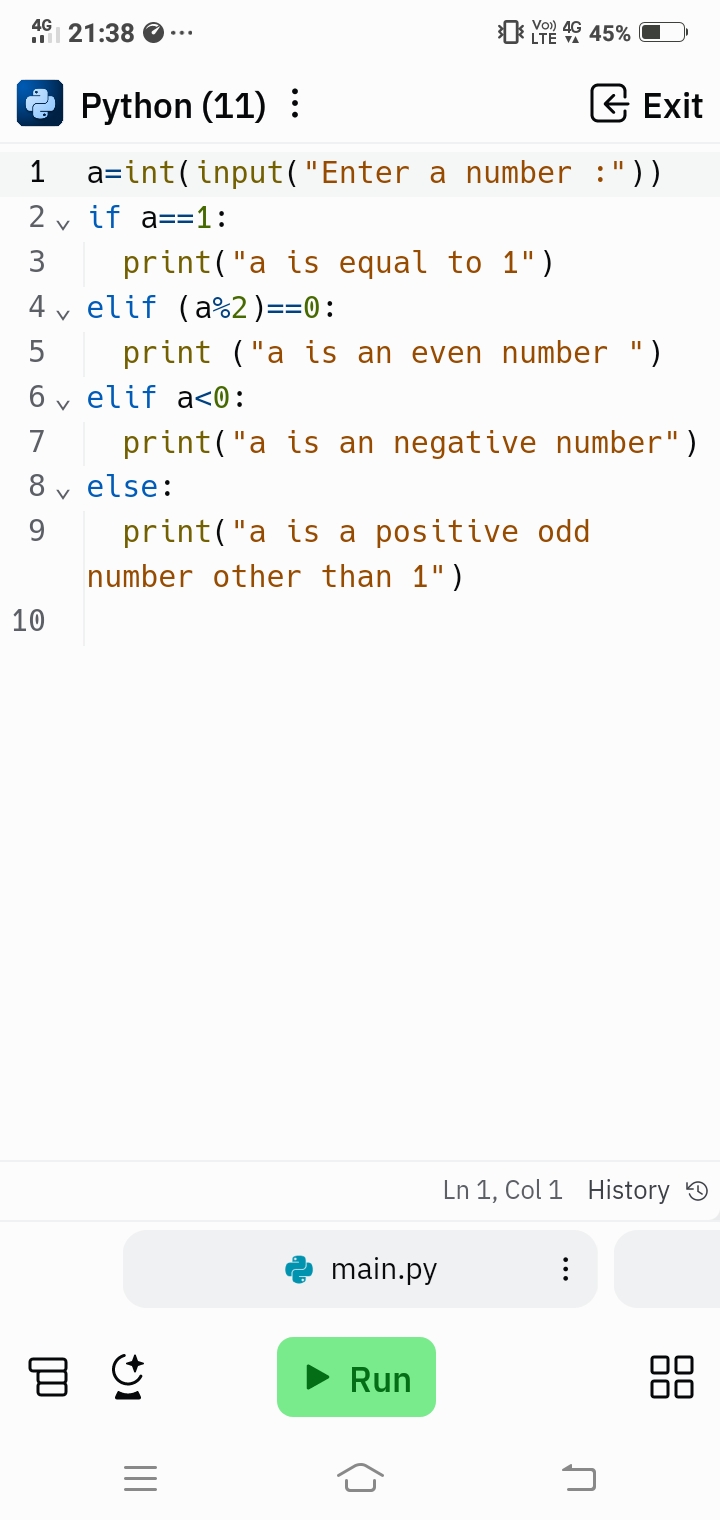 4G 21:38 ... Vo)) LTE 4G 45%
Python (11) Exit
1 a=int(input("Enter a number :"))
2 if a==1:
3   print("a is equal to 1")
4 elif (a%2)==0:
5   print ("a is an even number ")
6 elif a<0:
7   print("a is an negative number")
8 else:
9   print("a is a positive odd
number other than 1")
10
Ln 1, Col 1 History
main.py
Run